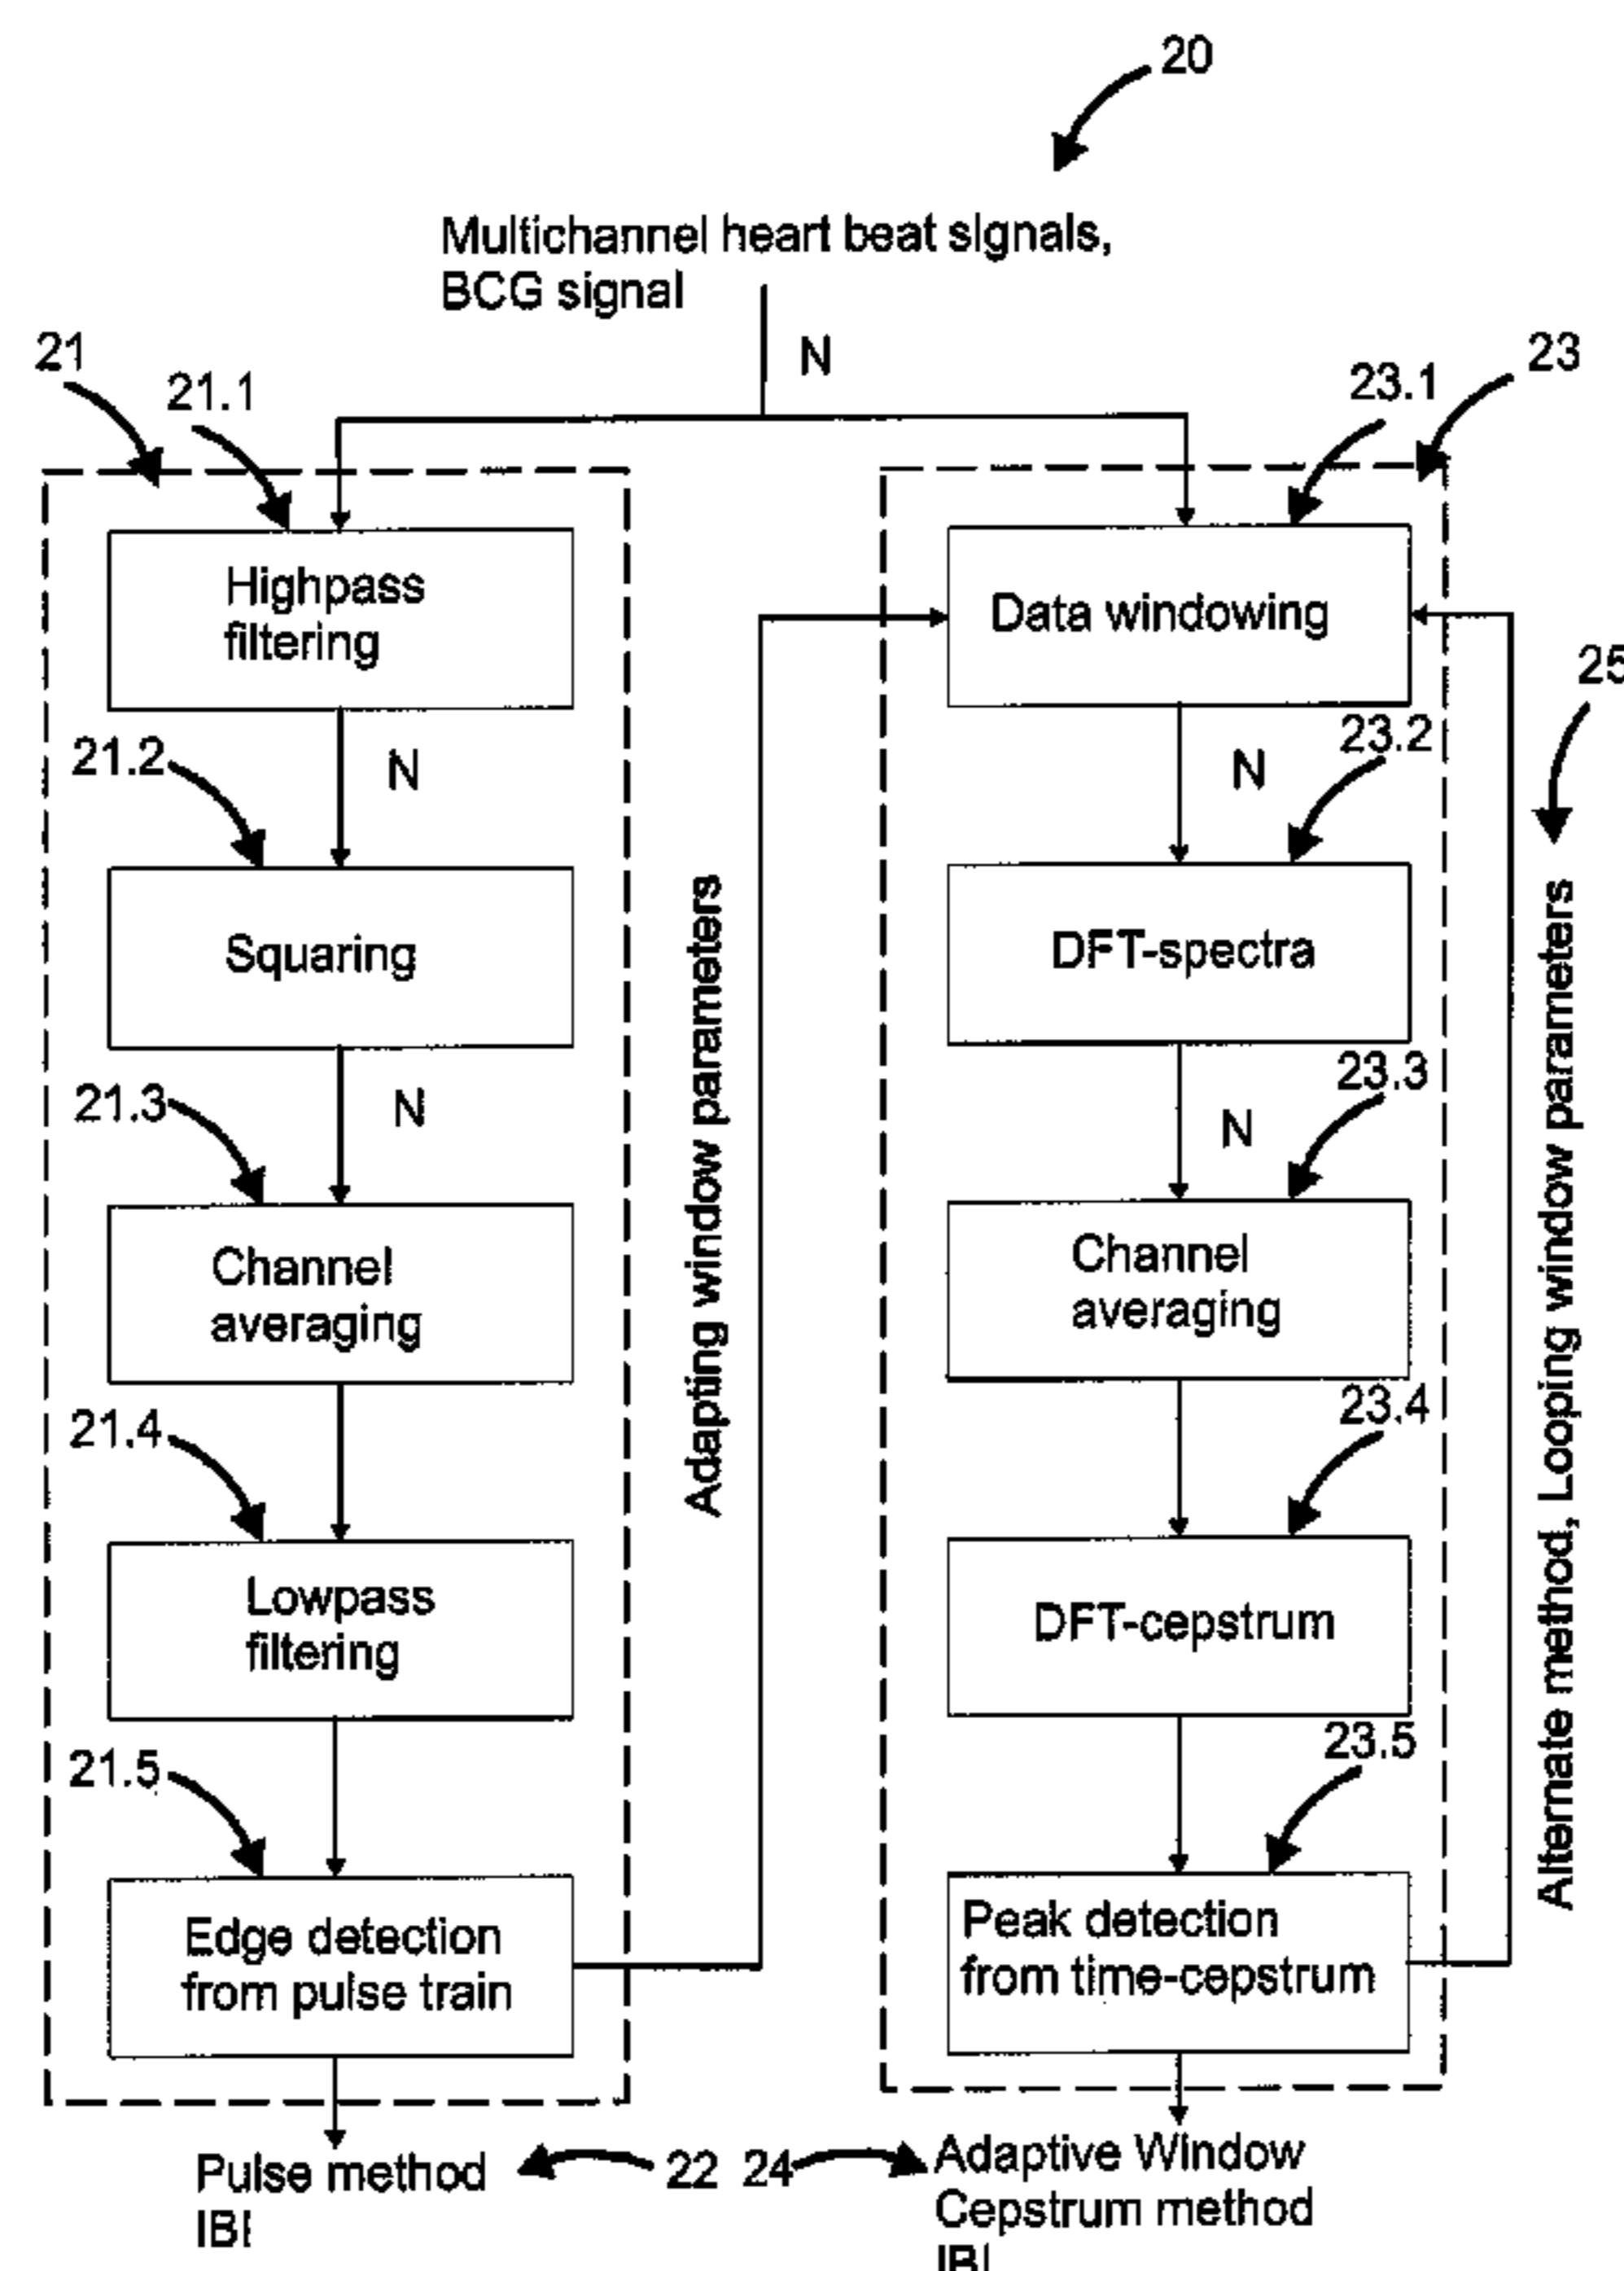 20
Multichannel heart beat signals,
BCG signal
N
21
21.1
23.1
23
Highpass
filtering
Data windowing
25
21.2
N
N
23.2
Squaring
DFT-spectra
Adapting window parameters
Alternate method, Looping window parameters
21.3
N
N
23.3
Channel
averaging
Channel
averaging
21.4
23.4
Lowpass
filtering
DFT-cepstrum
21.5
23.5
Edge detection
from pulse train
Peak detection
from time-cepstrum
Pulse method
IBI
22
24
Adaptive Window
Cepstrum method
IBI